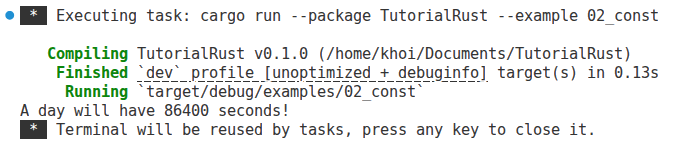 * Executing task: cargo run --package TutorialRust --example 02_const
Compiling TutorialRust v0.1.0 (/home/khoi/Documents/TutorialRust)
Finished `dev` profile [unoptimized + debuginfo] target(s) in 0.13s
Running `target/debug/examples/02_const`
A day will have 86400 seconds!
* Terminal will be reused by tasks, press any key to close it.